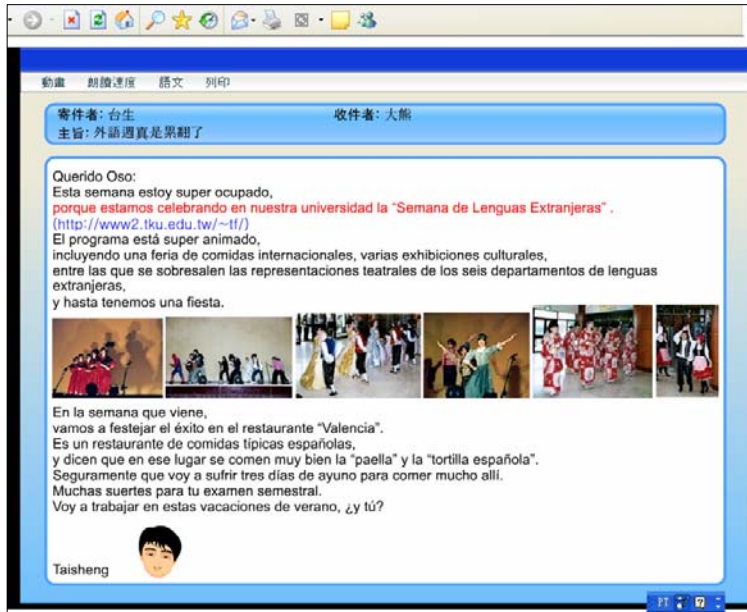 動畫 朗讀速度 語文 列印
寄件者: 台生 收件者: 大熊
主旨: 外語週真是累翻了
Querido Oso:
Esta semana estoy super ocupado,
porque estamos celebrando en nuestra universidad la “Semana de Lenguas Extranjeras” .
(http://www2.tku.edu.tw/~tf/)
El programa está super animado,
incluyendo una feria de comidas internacionales, varias exhibiciones culturales,
entre las que se sobresalen las representaciones teatrales de los seis departamentos de lenguas
extranjeras,
y hasta tenemos una fiesta.
En la semana que viene,
vamos a festejar el éxito en el restaurante “Valencia”.
Es un restaurante de comidas típicas españolas,
y dicen que en ese lugar se comen muy bien la “paella” y la “tortilla española”.
Seguramente que voy a sufrir tres días de ayuno para comer mucho allí.
Muchas suertes para tu examen semestral.
Voy a trabajar en estas vacaciones de verano, ¿y tú?
Taisheng
PT